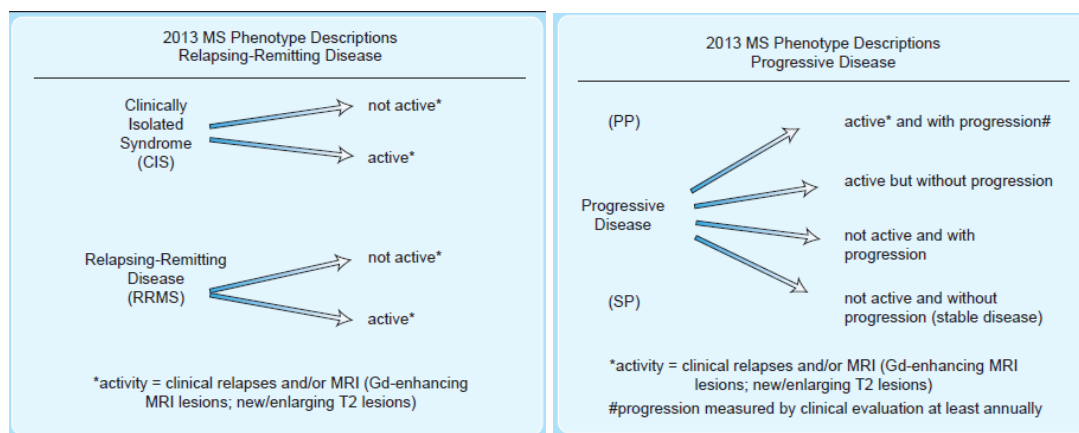 2013 MS Phenotype Descriptions
Relapsing-Remitting Disease
Clinically
Isolated
Syndrome
(CIS)
not active*
active*
Relapsing-Remitting
Disease
(RRMS)
not active*
active*
*activity = clinical relapses and/or MRI (Gd-enhancing
MRI lesions; new/enlarging T2 lesions)
2013 MS Phenotype Descriptions
Progressive Disease
(PP)
Progressive
Disease
(SP)
active* and with progression#
active but without progression
not active and with
progression
not active and without
progression (stable disease)
*activity = clinical relapses and/or MRI (Gd-enhancing MRI
lesions; new/enlarging T2 lesions)
#progression measured by clinical evaluation at least annually